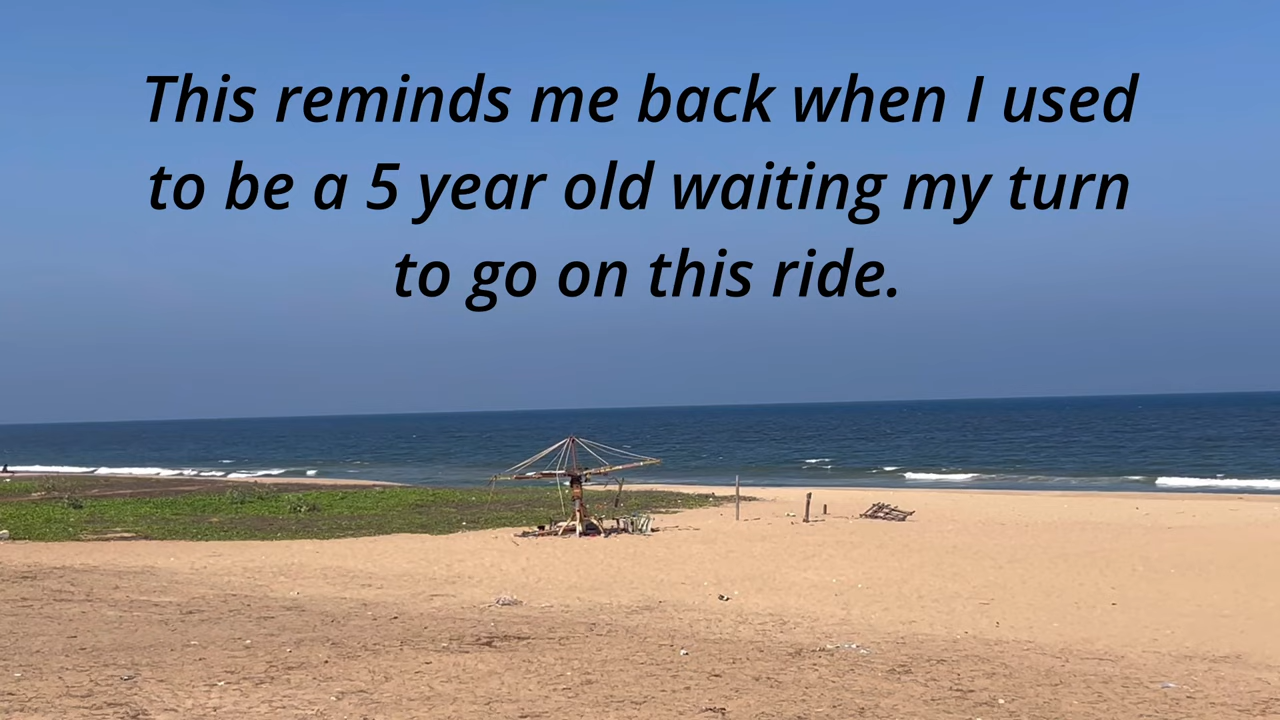 This reminds me back when I used
to be a 5 year old waiting my turn
to go on this ride.